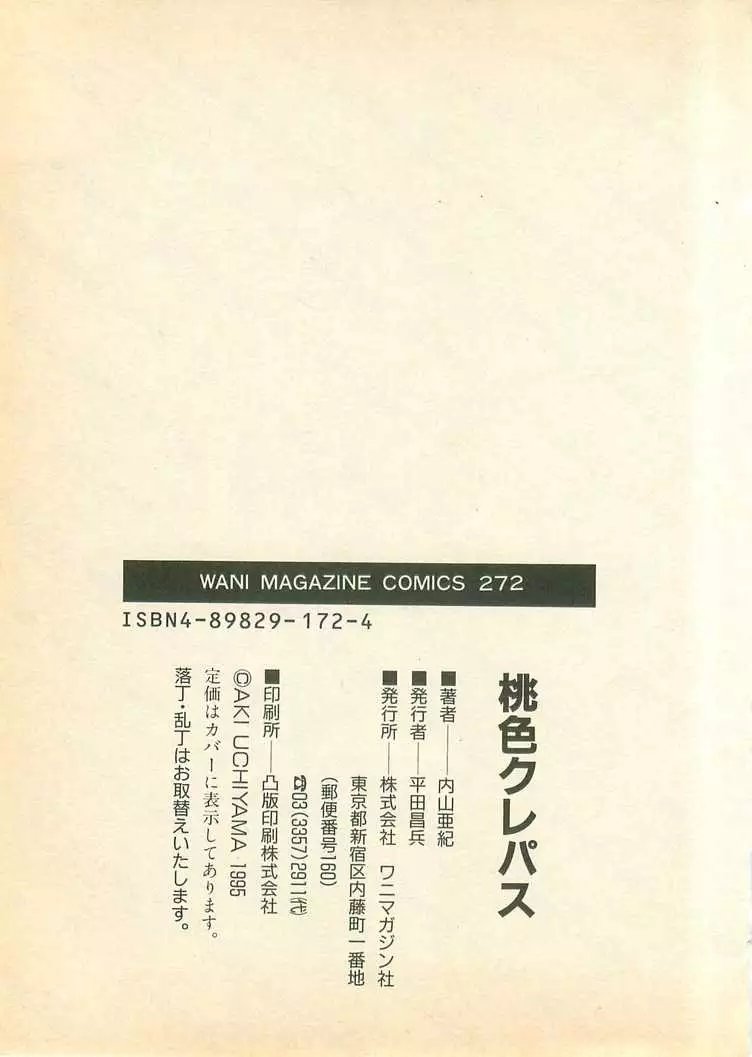 WANI MAGAZINE COMICS 272
ISBN4-89829-172-4
桃色クレパス
■著者――内山亜紀
■発行者――平田昌兵
■発行所――株式会社 ワニマガジン社
東京都新宿区内藤町一番地
(郵便番号160)
☎03(3357)2911㈹
■印刷所――凸版印刷株式会社
©AKI UCHIYAMA 1995
定価はカバーに表示してあります。
落丁・乱丁はお取替えいたします。